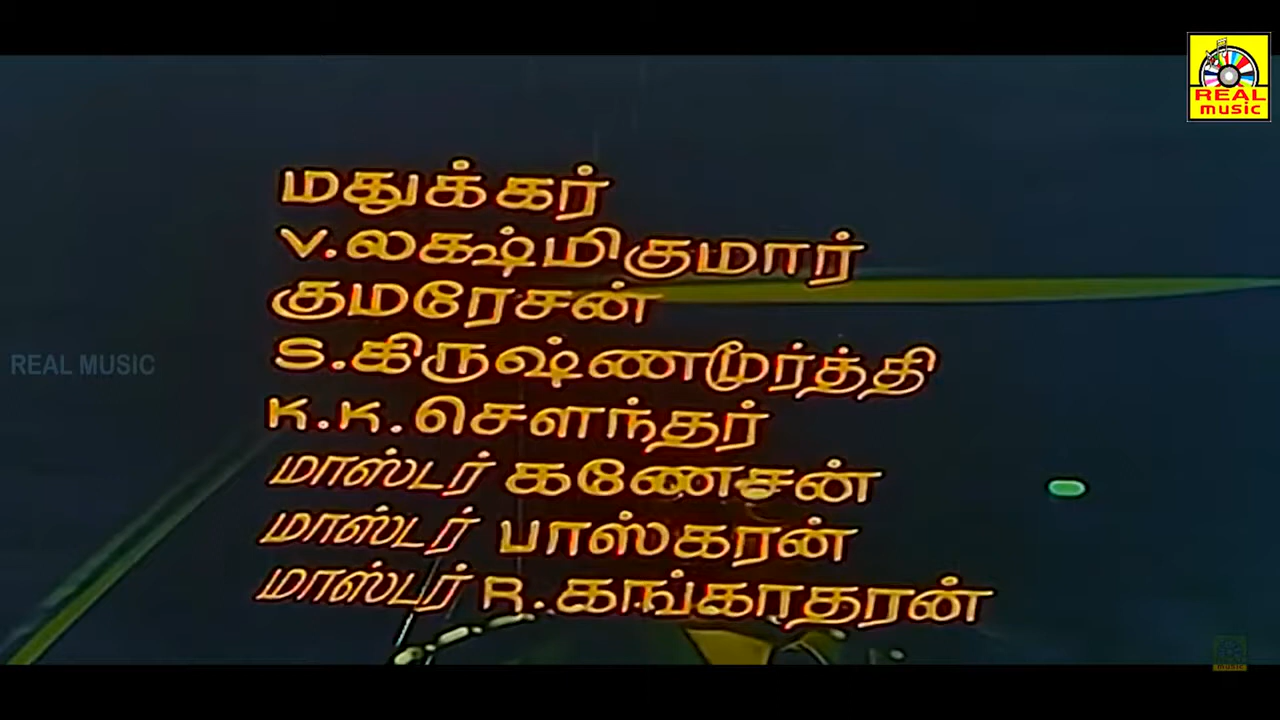 REAL
music
மதுக்கர்
V.லக்ஷ்மிகுமார்
குமரேசன்
S.கிருஷ்ணமூர்த்தி
REAL MUSIC
K.K.சௌந்தர்
மாஸ்டர் கணேசன்
மாஸ்டர் பாஸ்கரன்
மாஸ்டர் R.கங்காதரன்
MUSIC